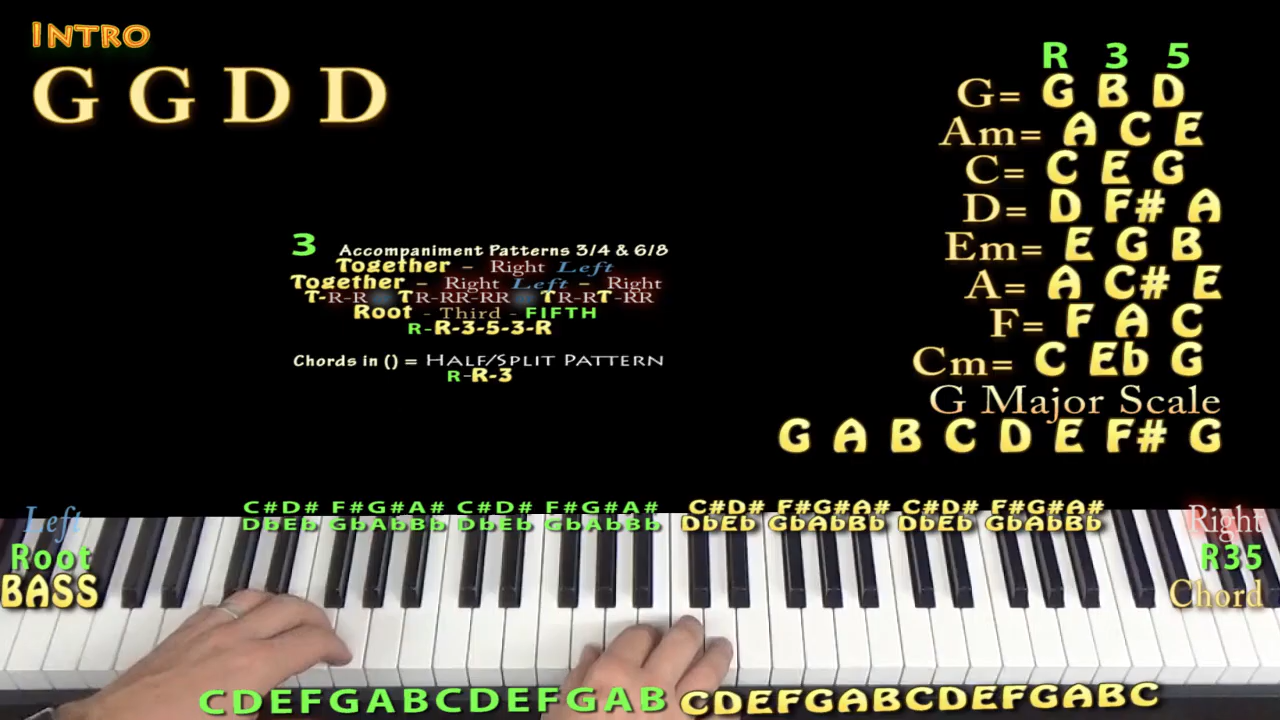 INTRO
G G D D
R 3 5
G= G B D
Am= A C E
C= C E G
D= D F# A
Em= E G B
A= A C# E
F= F A C
Cm= C Eb G
G Major Scale
G A B C D E F# G
3 Accompaniment Patterns 3/4 & 6/8
Together - Right Left
Together - Right Left - Right
T-R-R TR-RR-RR TR-RT-RR
Root - Third - FIFTH
R-R-3-5-3-R
Chords in () = HALF/SPLIT PATTERN
R-R-3
Left
Root
BASS
C#D# F#G#A# C#D# F#G#A# C#D# F#G#A# C#D# F#G#A#
DbEb GbAbBb DbEb GbAbBb DbEb GbAbBb DbEb GbAbBb
Right
R35
Chord
CDEFGABCDEFGAB CDEFGABCDEFGABC